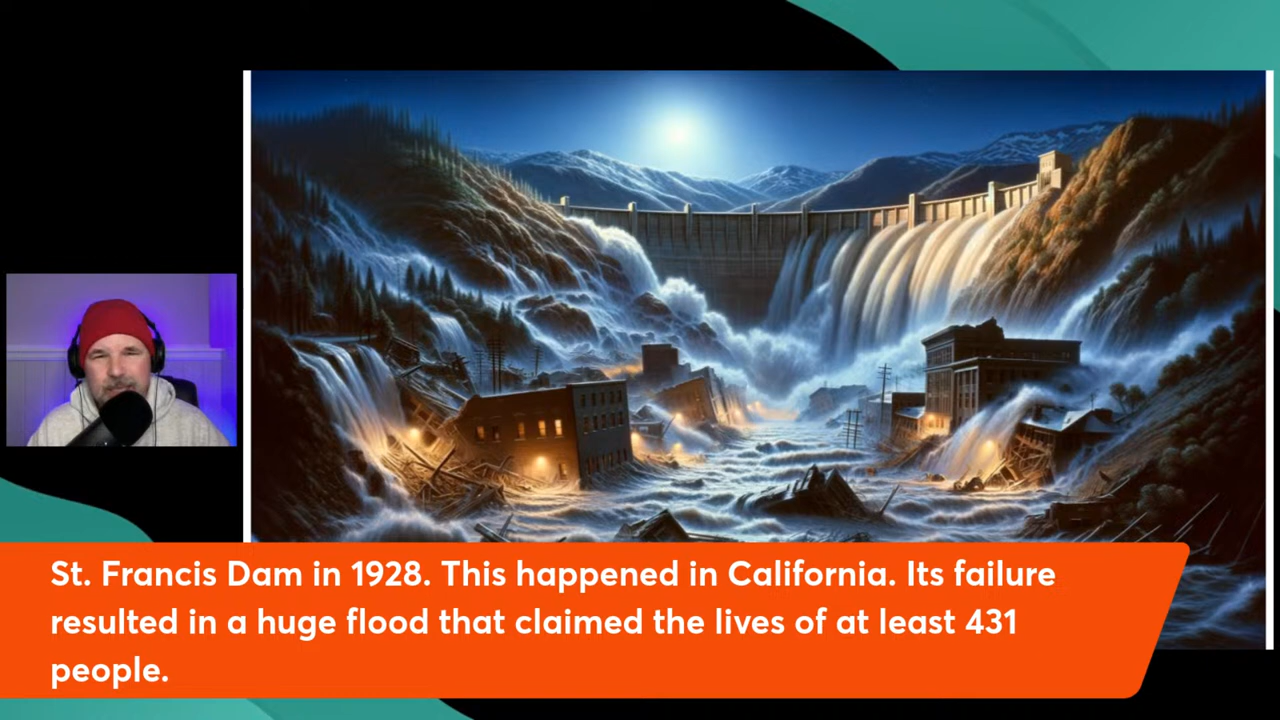 St. Francis Dam in 1928. This happened in California. Its failure
resulted in a huge flood that claimed the lives of at least 431
people.